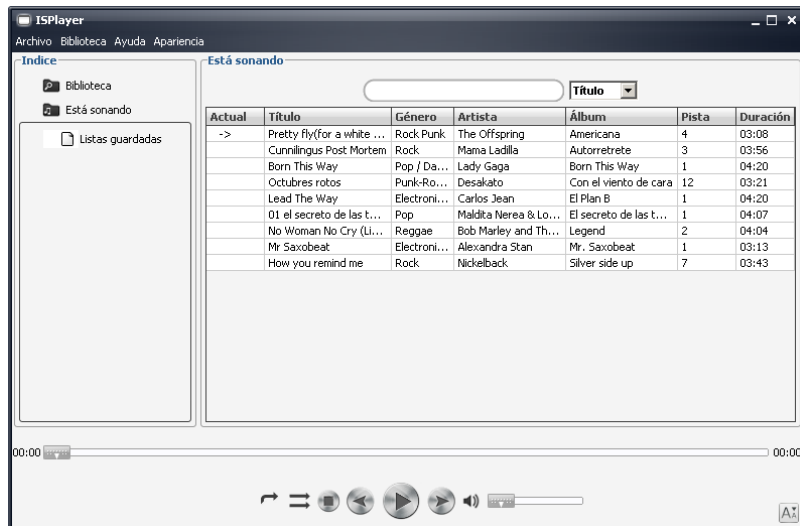 ISPlayer
Archivo Biblioteca Ayuda Apariencia
Indice
Está sonando
Biblioteca
Está sonando
Listas guardadas
Título
Actual Título Género Artista Álbum Pista Duración
-> Pretty fly(for a white ... Rock Punk The Offspring Americana 4 03:08
Cunnilingus Post Mortem Rock Mama Ladilla Autorretrete 3 03:56
Born This Way Pop / Da... Lady Gaga Born This Way 1 04:20
Octubres rotos Punk-Ro... Desakato Con el viento de cara 12 03:21
Lead The Way Electroni... Carlos Jean El Plan B 1 04:20
01 el secreto de las t... Pop Maldita Nerea & Lo... El secreto de las t... 1 04:07
No Woman No Cry (Li... Reggae Bob Marley and Th... Legend 2 04:04
Mr Saxobeat Electroni... Alexandra Stan Mr. Saxobeat 1 03:13
How you remind me Rock Nickelback Silver side up 7 03:43
00:00 00:00